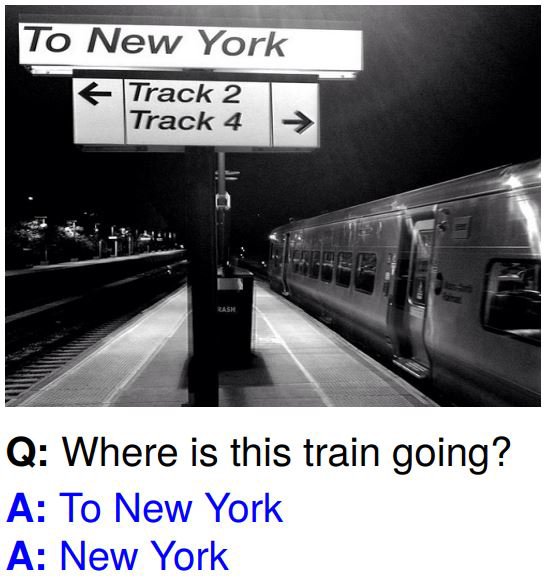 To New York
← Track 2
Track 4 →
TRASH
Q: Where is this train going?
A: To New York
A: New York